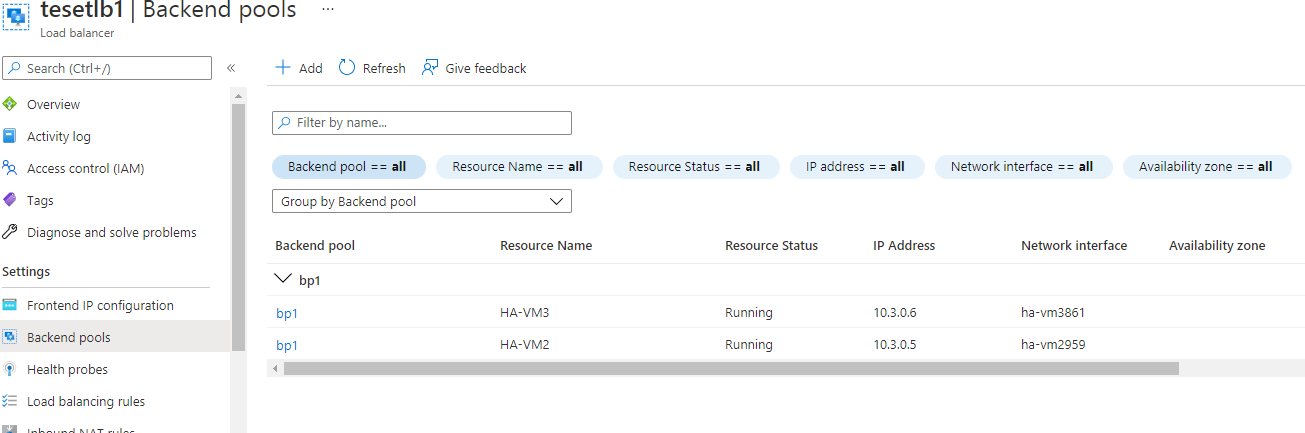 tesetlb1 | Backend pools ...
Load balancer
Search (Ctrl+/)
«
Overview
Activity log
Access control (IAM)
Tags
Diagnose and solve problems
Settings
Frontend IP configuration
Backend pools
Health probes
Load balancing rules
Inbound NAT rules
Add Refresh Give feedback
Filter by name...
Backend pool == all Resource Name == all Resource Status == all IP address == all Network interface == all Availability zone == all
Group by Backend pool
Backend pool Resource Name Resource Status IP Address Network interface Availability zone
bp1
bp1 HA-VM3 Running 10.3.0.6 ha-vm3861
bp1 HA-VM2 Running 10.3.0.5 ha-vm2959